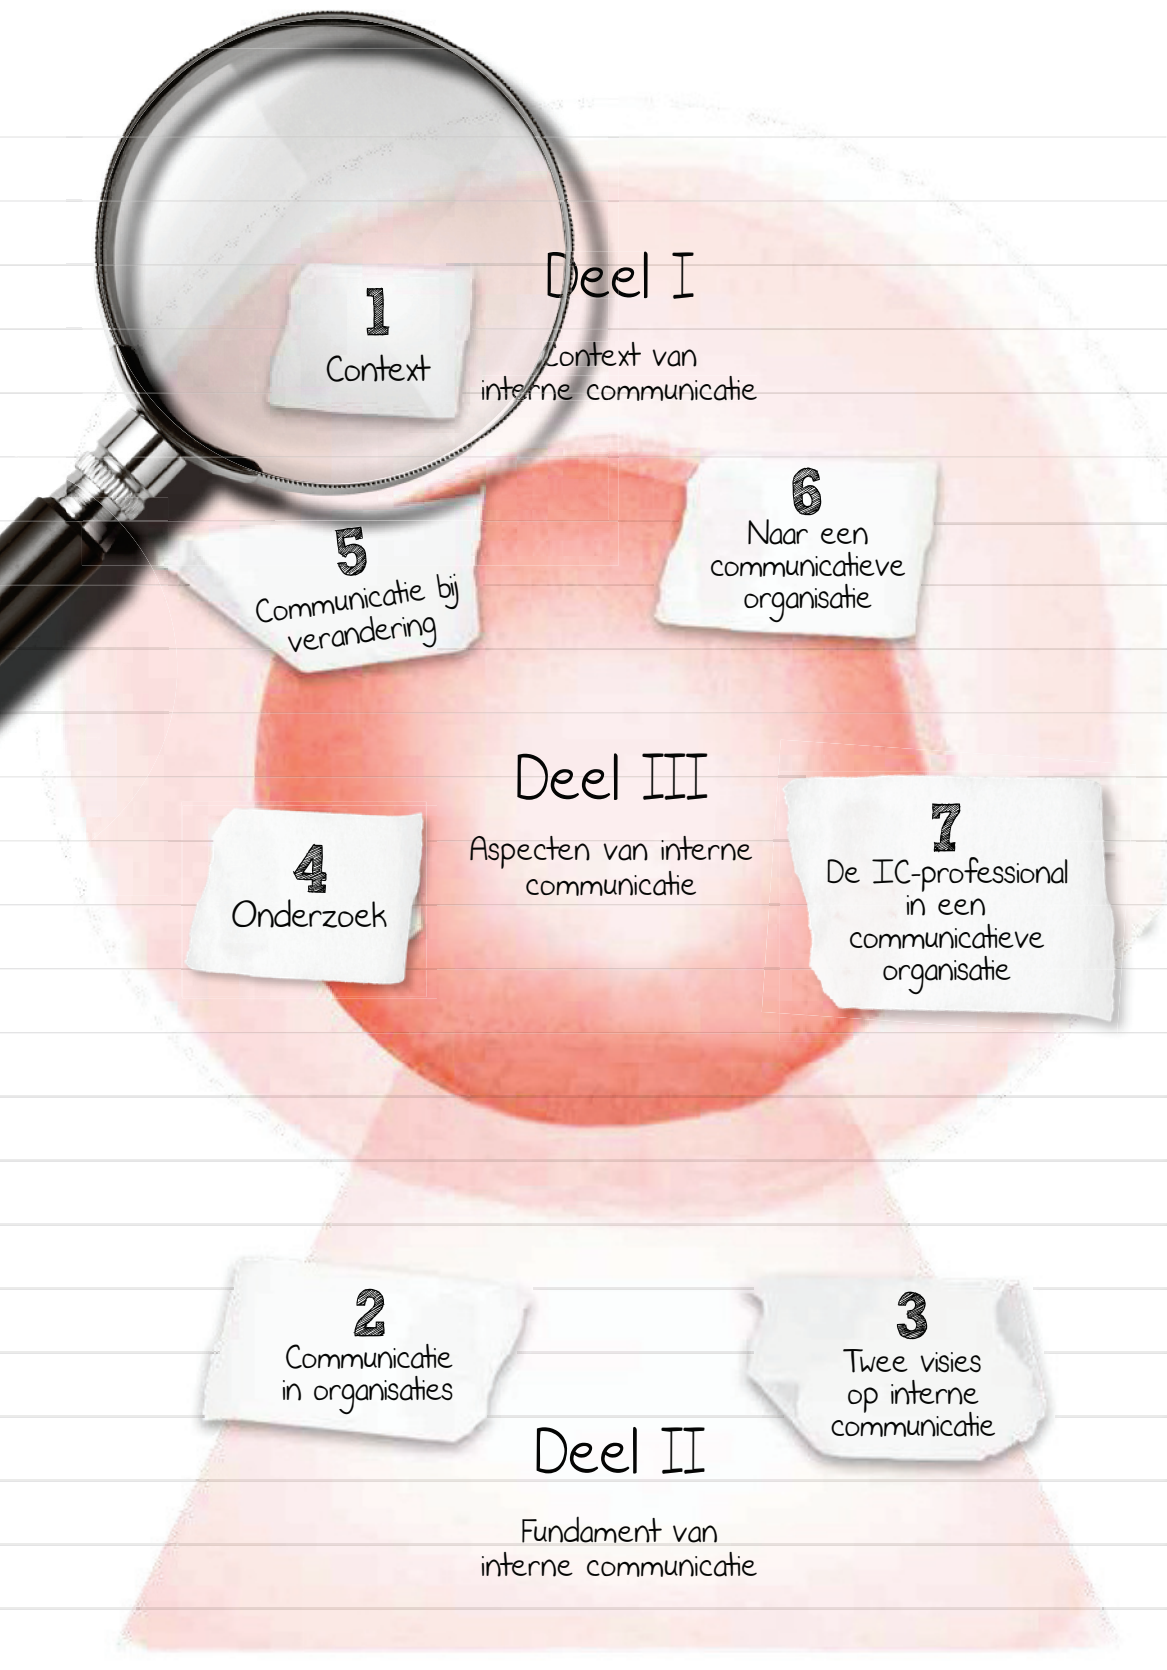 Deel I
1
Context
Context van
interne communicatie
5
Communicatie bij
verandering
6
Naar een
communicatieve
organisatie
Deel III
Aspecten van interne
communicatie
4
Onderzoek
7
De IC-professional
in een
communicatieve
organisatie
2
Communicatie
in organisaties
3
Twee visies
op interne
communicatie
Deel II
Fundament van
interne communicatie